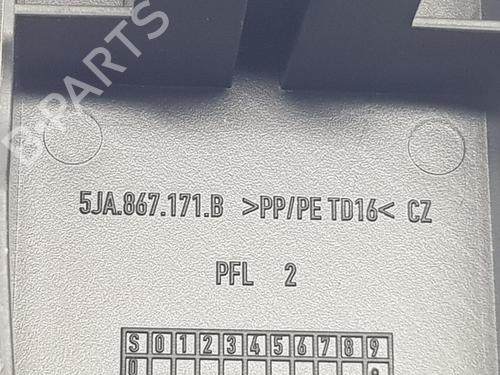 B-PARTS
5JA.867.171.B >PP/PE TD16< CZ
PFL 2
S 0 1 2 3 4 5 6 7 8 9